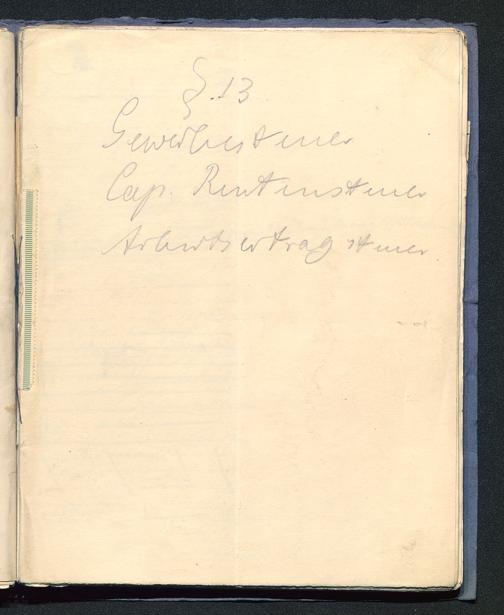 §. 13
Gewerbesteuer
Cap. Rentensteuer
Arbeitsertragsteuer